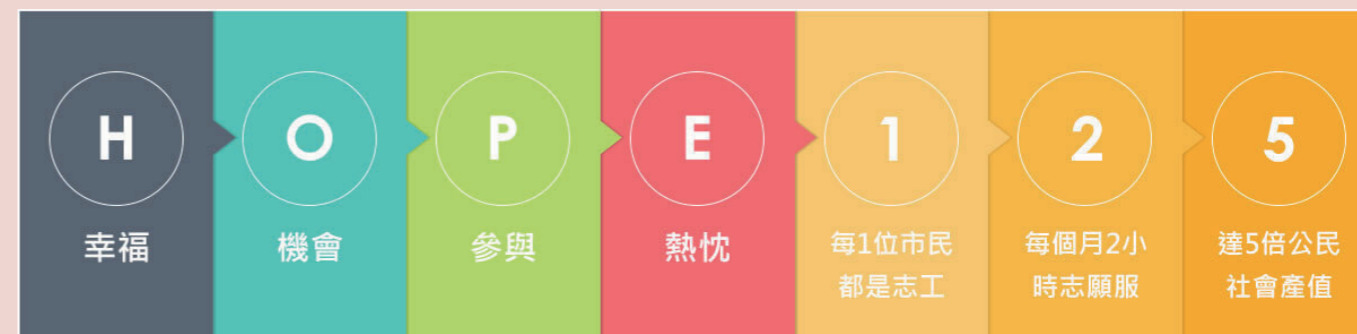 H
幸福
O
機會
P
參與
E
熱忱
1
每1位市民
都是志工
2
每個月2小
時志願服
5
達5倍公民
社會產值